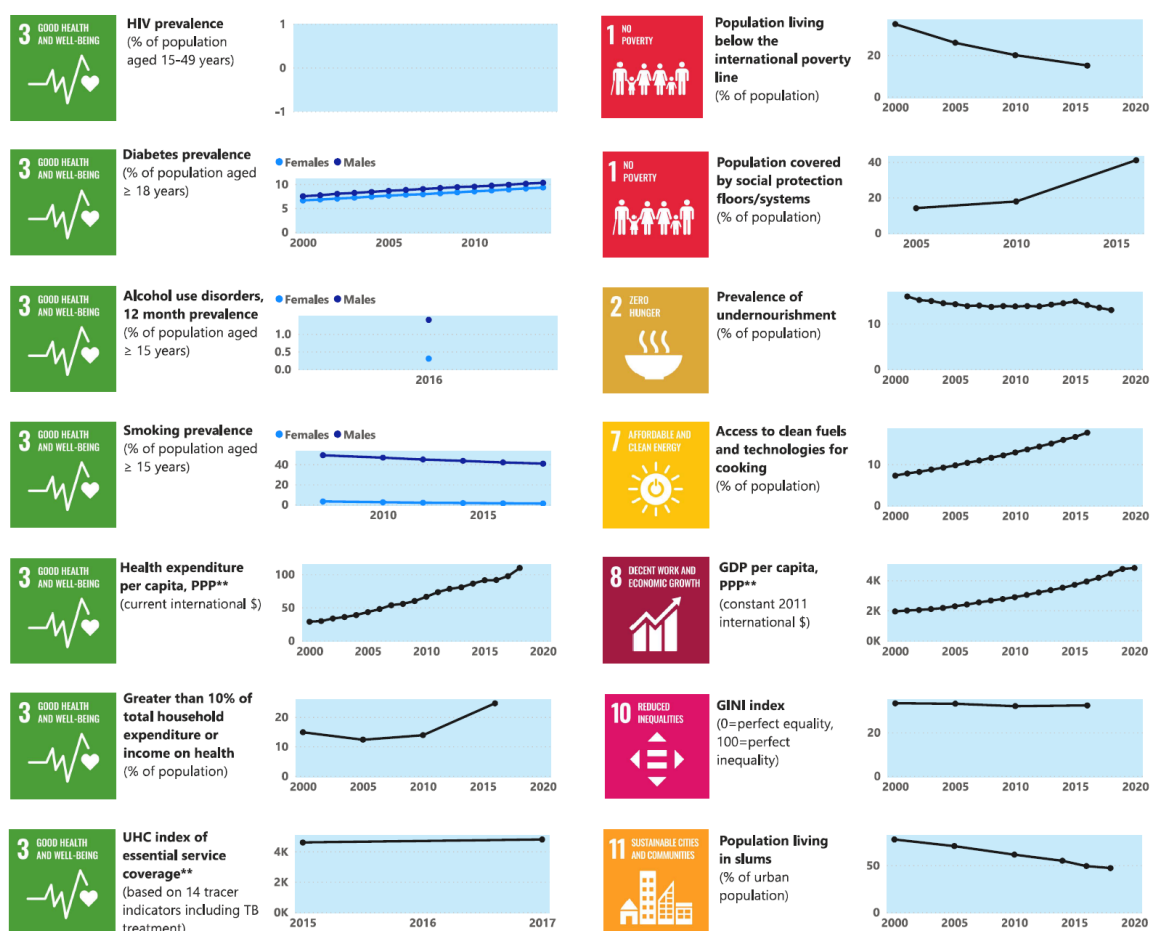 3 GOOD HEALTH
AND WELL-BEING
HIV prevalence
(% of population
aged 15-49 years)
1
0
-1
3 GOOD HEALTH
AND WELL-BEING
Diabetes prevalence
(% of population aged
≥ 18 years)
Females Males
10
5
0
2000 2005 2010
3 GOOD HEALTH
AND WELL-BEING
Alcohol use disorders,
12 month prevalence
(% of population aged
≥ 15 years)
Females Males
1.0
0.5
0.0
2016
3 GOOD HEALTH
AND WELL-BEING
Smoking prevalence
(% of population aged
≥ 15 years)
Females Males
40
20
0
2010 2015
3 GOOD HEALTH
AND WELL-BEING
Health expenditure
per capita, PPP**
(current international $)
100
50
0
2000 2005 2010 2015 2020
3 GOOD HEALTH
AND WELL-BEING
Greater than 10% of
total household
expenditure or
income on health
(% of population)
20
10
0
2000 2005 2010 2015 2020
3 GOOD HEALTH
AND WELL-BEING
UHC index of
essential service
coverage**
(based on 14 tracer
indicators including TB
treatment)
4K
2K
0K
2015 2016 2017
1 NO
POVERTY
Population living
below the
international poverty
line
(% of population)
20
0
2000 2005 2010 2015 2020
1 NO
POVERTY
Population covered
by social protection
floors/systems
(% of population)
40
20
0
2005 2010 2015
2 ZERO
HUNGER
Prevalence of
undernourishment
(% of population)
10
0
2000 2005 2010 2015 2020
7 AFFORDABLE AND
CLEAN ENERGY
Access to clean fuels
and technologies for
cooking
(% of population)
10
0
2000 2005 2010 2015 2020
8 DECENT WORK AND
ECONOMIC GROWTH
GDP per capita,
PPP**
(constant 2011
international $)
4K
2K
0K
2000 2005 2010 2015 2020
10 REDUCED
INEQUALITIES
GINI index
(0=perfect equality,
100=perfect
inequality)
20
0
2000 2005 2010 2015 2020
11 SUSTAINABLE CITIES
AND COMMUNITIES
Population living
in slums
(% of urban
population)
50
0
2000 2005 2010 2015 2020